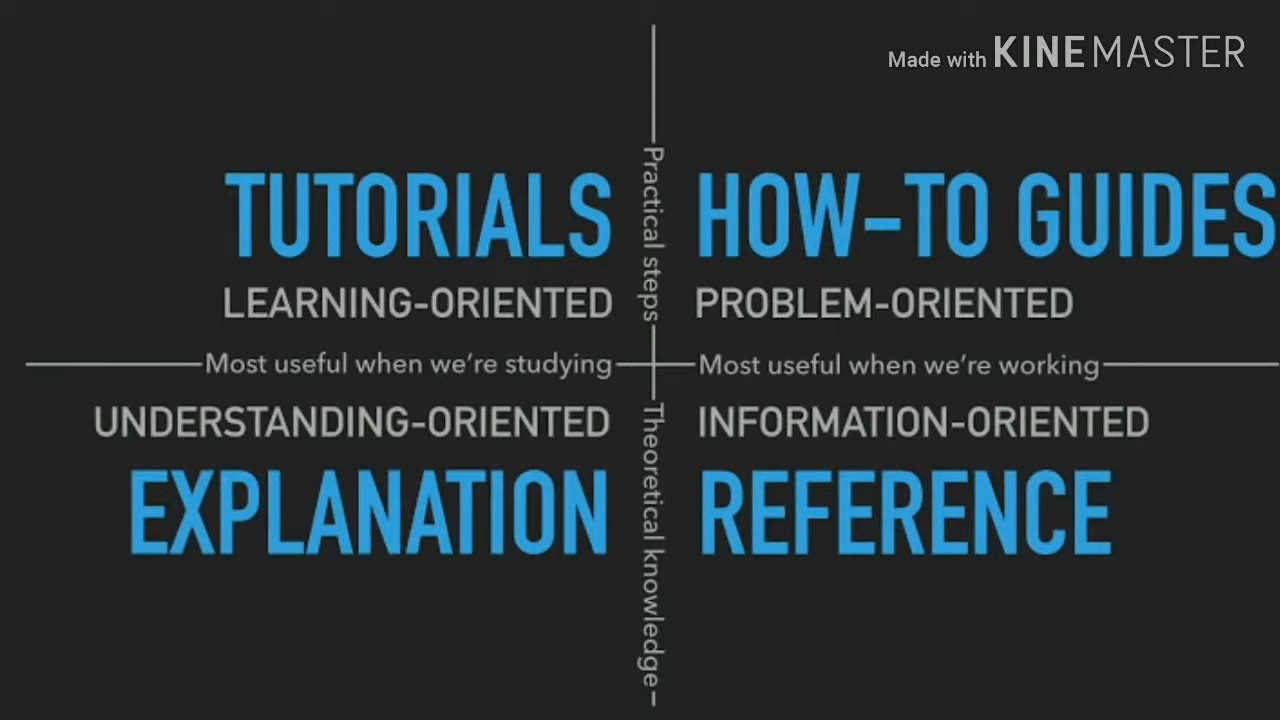 Made with KINEMASTER
TUTORIALS
HOW-TO GUIDES
LEARNING-ORIENTED
PROBLEM-ORIENTED
Practical steps
Most useful when we're studying
Most useful when we're working
UNDERSTANDING-ORIENTED
INFORMATION-ORIENTED
EXPLANATION
REFERENCE
Theoretical knowledge